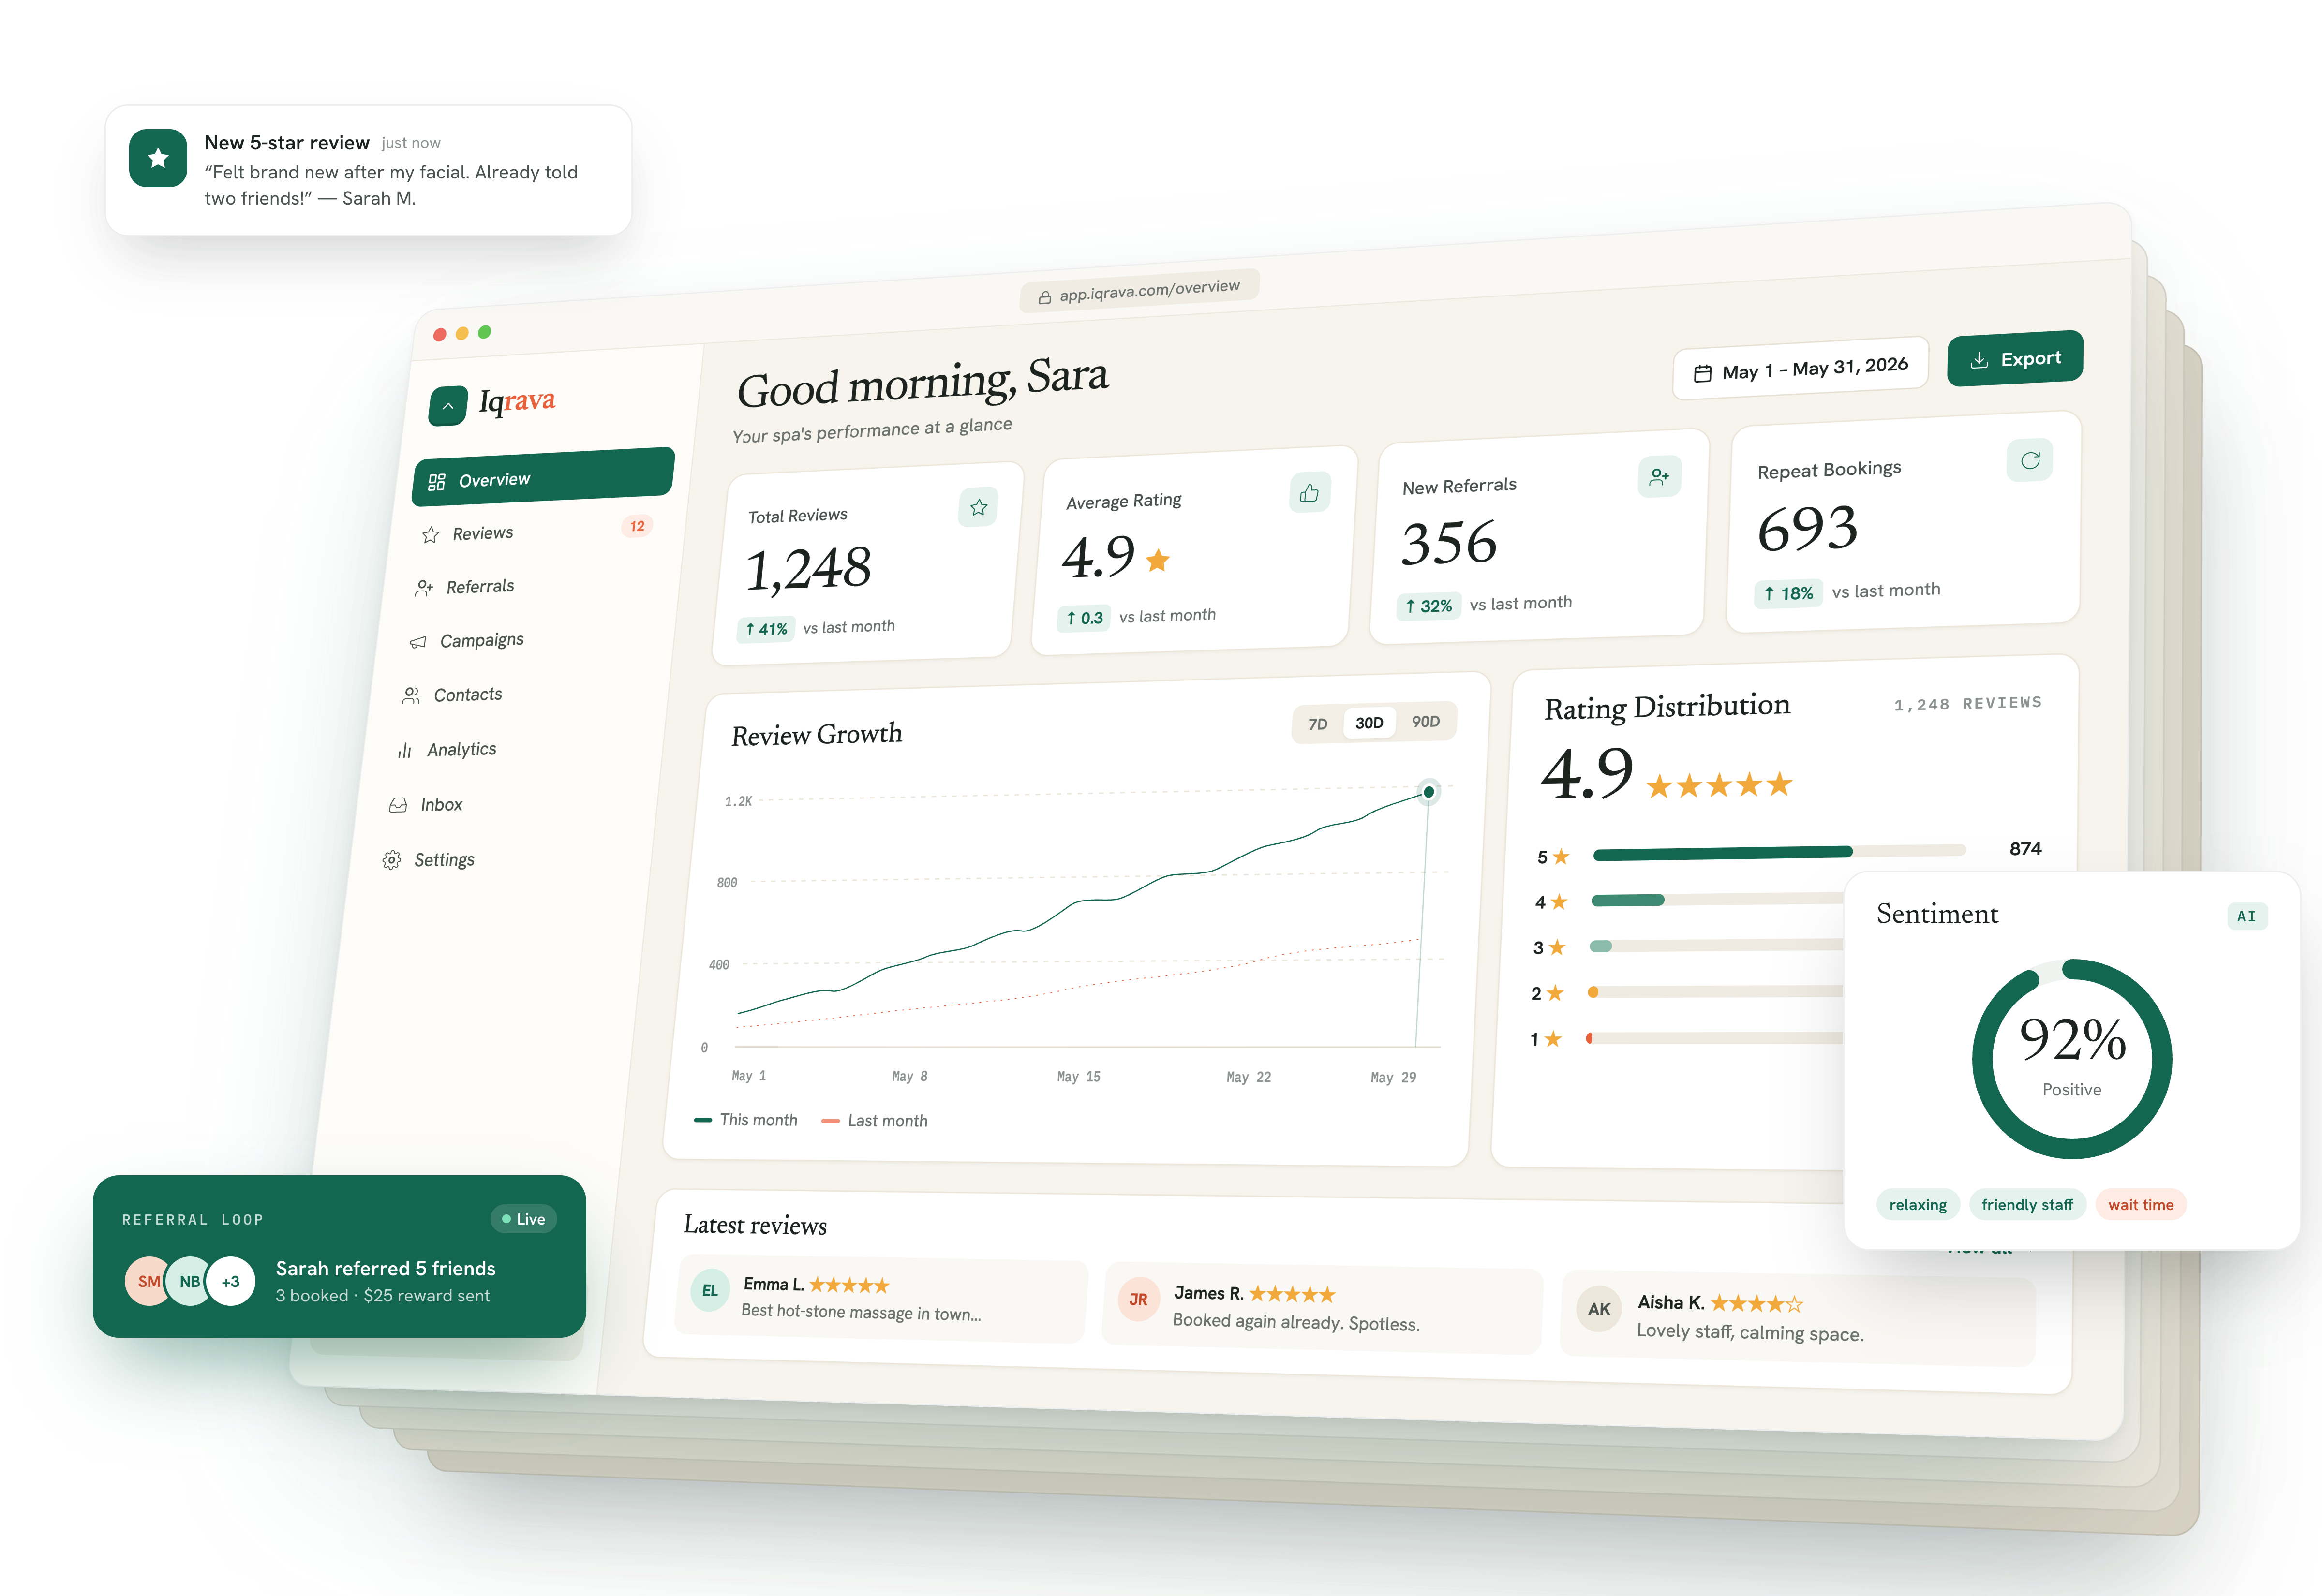 New 5-star review just now
“Felt brand new after my facial. Already told
two friends!” — Sarah M.
app.iqrava.com/overview
Iqrava
Overview
Reviews 12
Referrals
Campaigns
Contacts
Analytics
Inbox
Settings
Good morning, Sara
Your spa's performance at a glance
May 1 – May 31, 2026
Export
Total Reviews
1,248
↑ 41% vs last month
Average Rating
4.9 ★
↑ 0.3 vs last month
New Referrals
356
↑ 32% vs last month
Repeat Bookings
693
↑ 18% vs last month
Review Growth
7D 30D 90D
1.2K
800
400
0
May 1 May 8 May 15 May 22 May 29
This month Last month
Rating Distribution 1,248 REVIEWS
4.9 ★★★★★
5 ★ 874
4 ★
3 ★
2 ★
1 ★
Sentiment AI
92%
Positive
relaxing friendly staff wait time
REFERRAL LOOP Live
SM NB +3
Sarah referred 5 friends
3 booked · $25 reward sent
Latest reviews
EL
Emma L. ★★★★★
Best hot-stone massage in town...
JR
James R. ★★★★★
Booked again already. Spotless.
AK
Aisha K. ★★★★☆
Lovely staff, calming space.